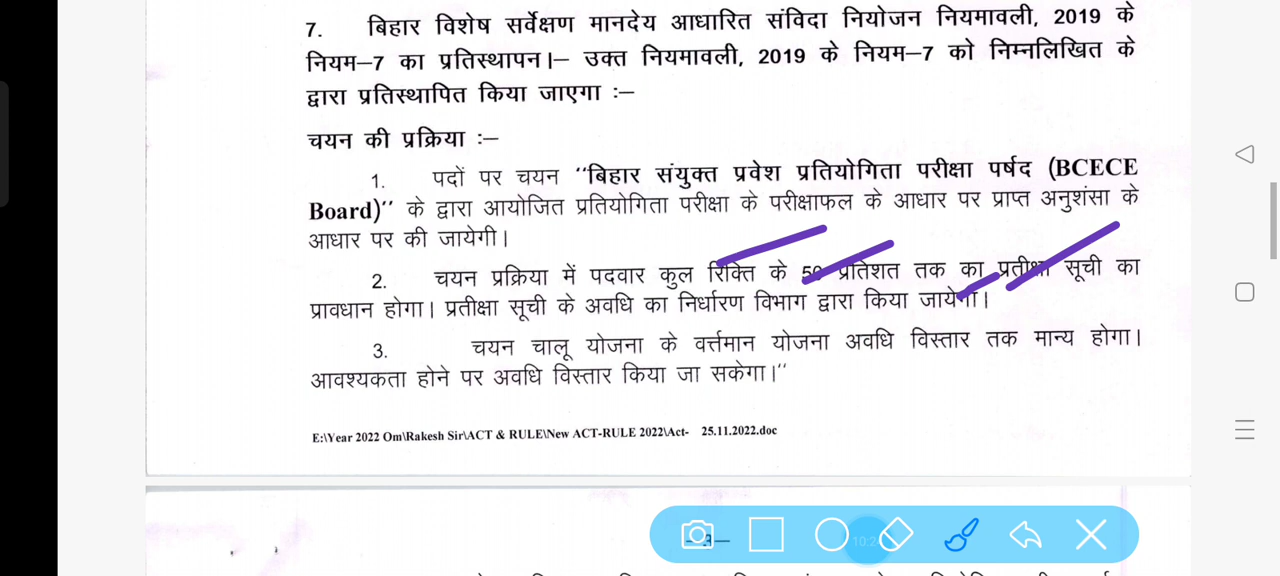 7. बिहार विशेष सर्वेक्षण मानदेय आधारित संविदा नियोजन नियमावली, 2019 के
नियम–7 का प्रतिस्थापन।– उक्त नियमावली, 2019 के नियम–7 को निम्नलिखित के
द्वारा प्रतिस्थापित किया जाएगा :–
चयन की प्रक्रिया :–
1. पदों पर चयन "बिहार संयुक्त प्रवेश प्रतियोगिता परीक्षा पर्षद (BCECE
Board)" के द्वारा आयोजित प्रतियोगिता परीक्षा के परीक्षाफल के आधार पर प्राप्त अनुशंसा के
आधार पर की जायेगी।
2. चयन प्रक्रिया में पदवार कुल रिक्ति के 50 प्रतिशत तक का प्रतीक्षा सूची का
प्रावधान होगा। प्रतीक्षा सूची के अवधि का निर्धारण विभाग द्वारा किया जायेगा।
3. चयन चालू योजना के वर्त्तमान योजना अवधि विस्तार तक मान्य होगा।
आवश्यकता होने पर अवधि विस्तार किया जा सकेगा।"
E:\Year 2022 Om\Rakesh Sir\ACT & RULE\New ACT-RULE 2022\Act- 25.11.2022.doc
3